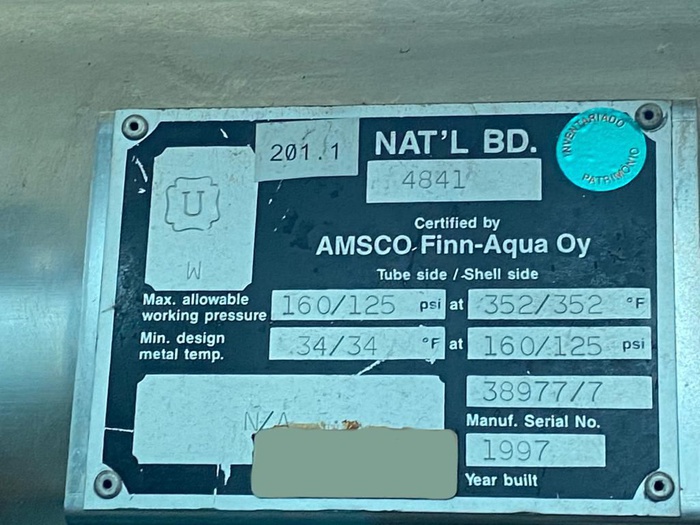 201.1
NAT'L BD.
4841
INVENTARIADO
PATRIMONIO
U
W
Certified by
AMSCO Finn-Aqua Oy
Tube side / Shell side
Max. allowable working pressure 160/125 psi at 352/352 °F
Min. design metal temp. 34/34 °F at 160/125 psi
N/A
38977/7
Manuf. Serial No.
1997
Year built